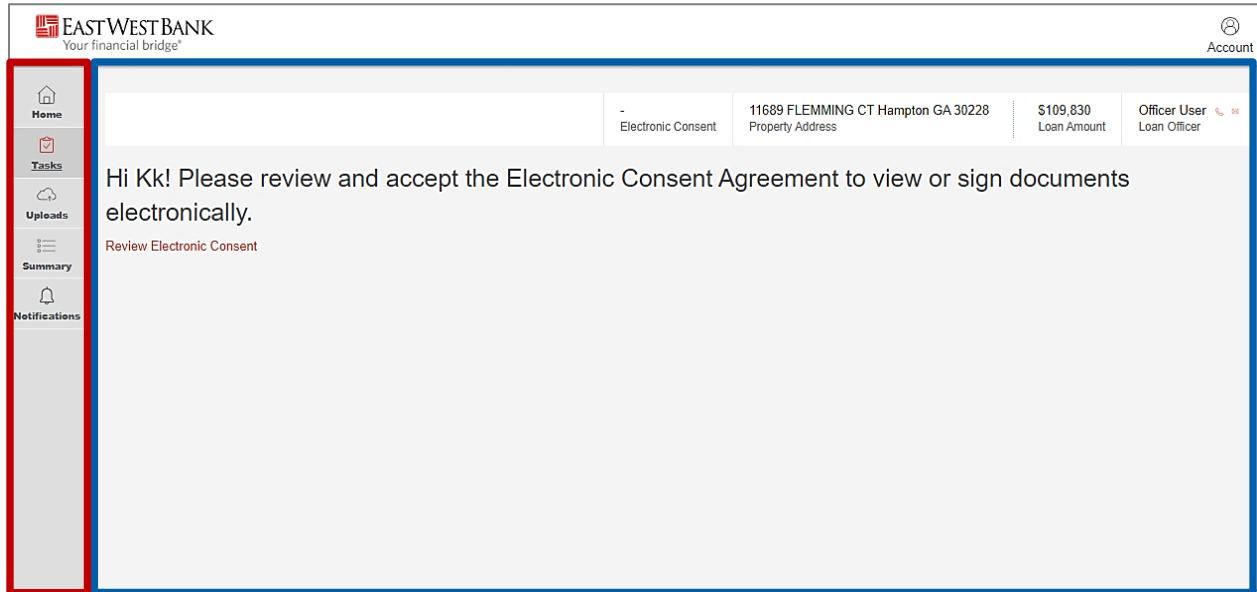 EASTWEST BANK
Your financial bridge®
Account
Home
Tasks
Uploads
Summary
Notifications
-
Electronic Consent
11689 FLEMMING CT Hampton GA 30228
Property Address
$109,830
Loan Amount
Officer User
Loan Officer
Hi Kk! Please review and accept the Electronic Consent Agreement to view or sign documents
electronically.
Review Electronic Consent